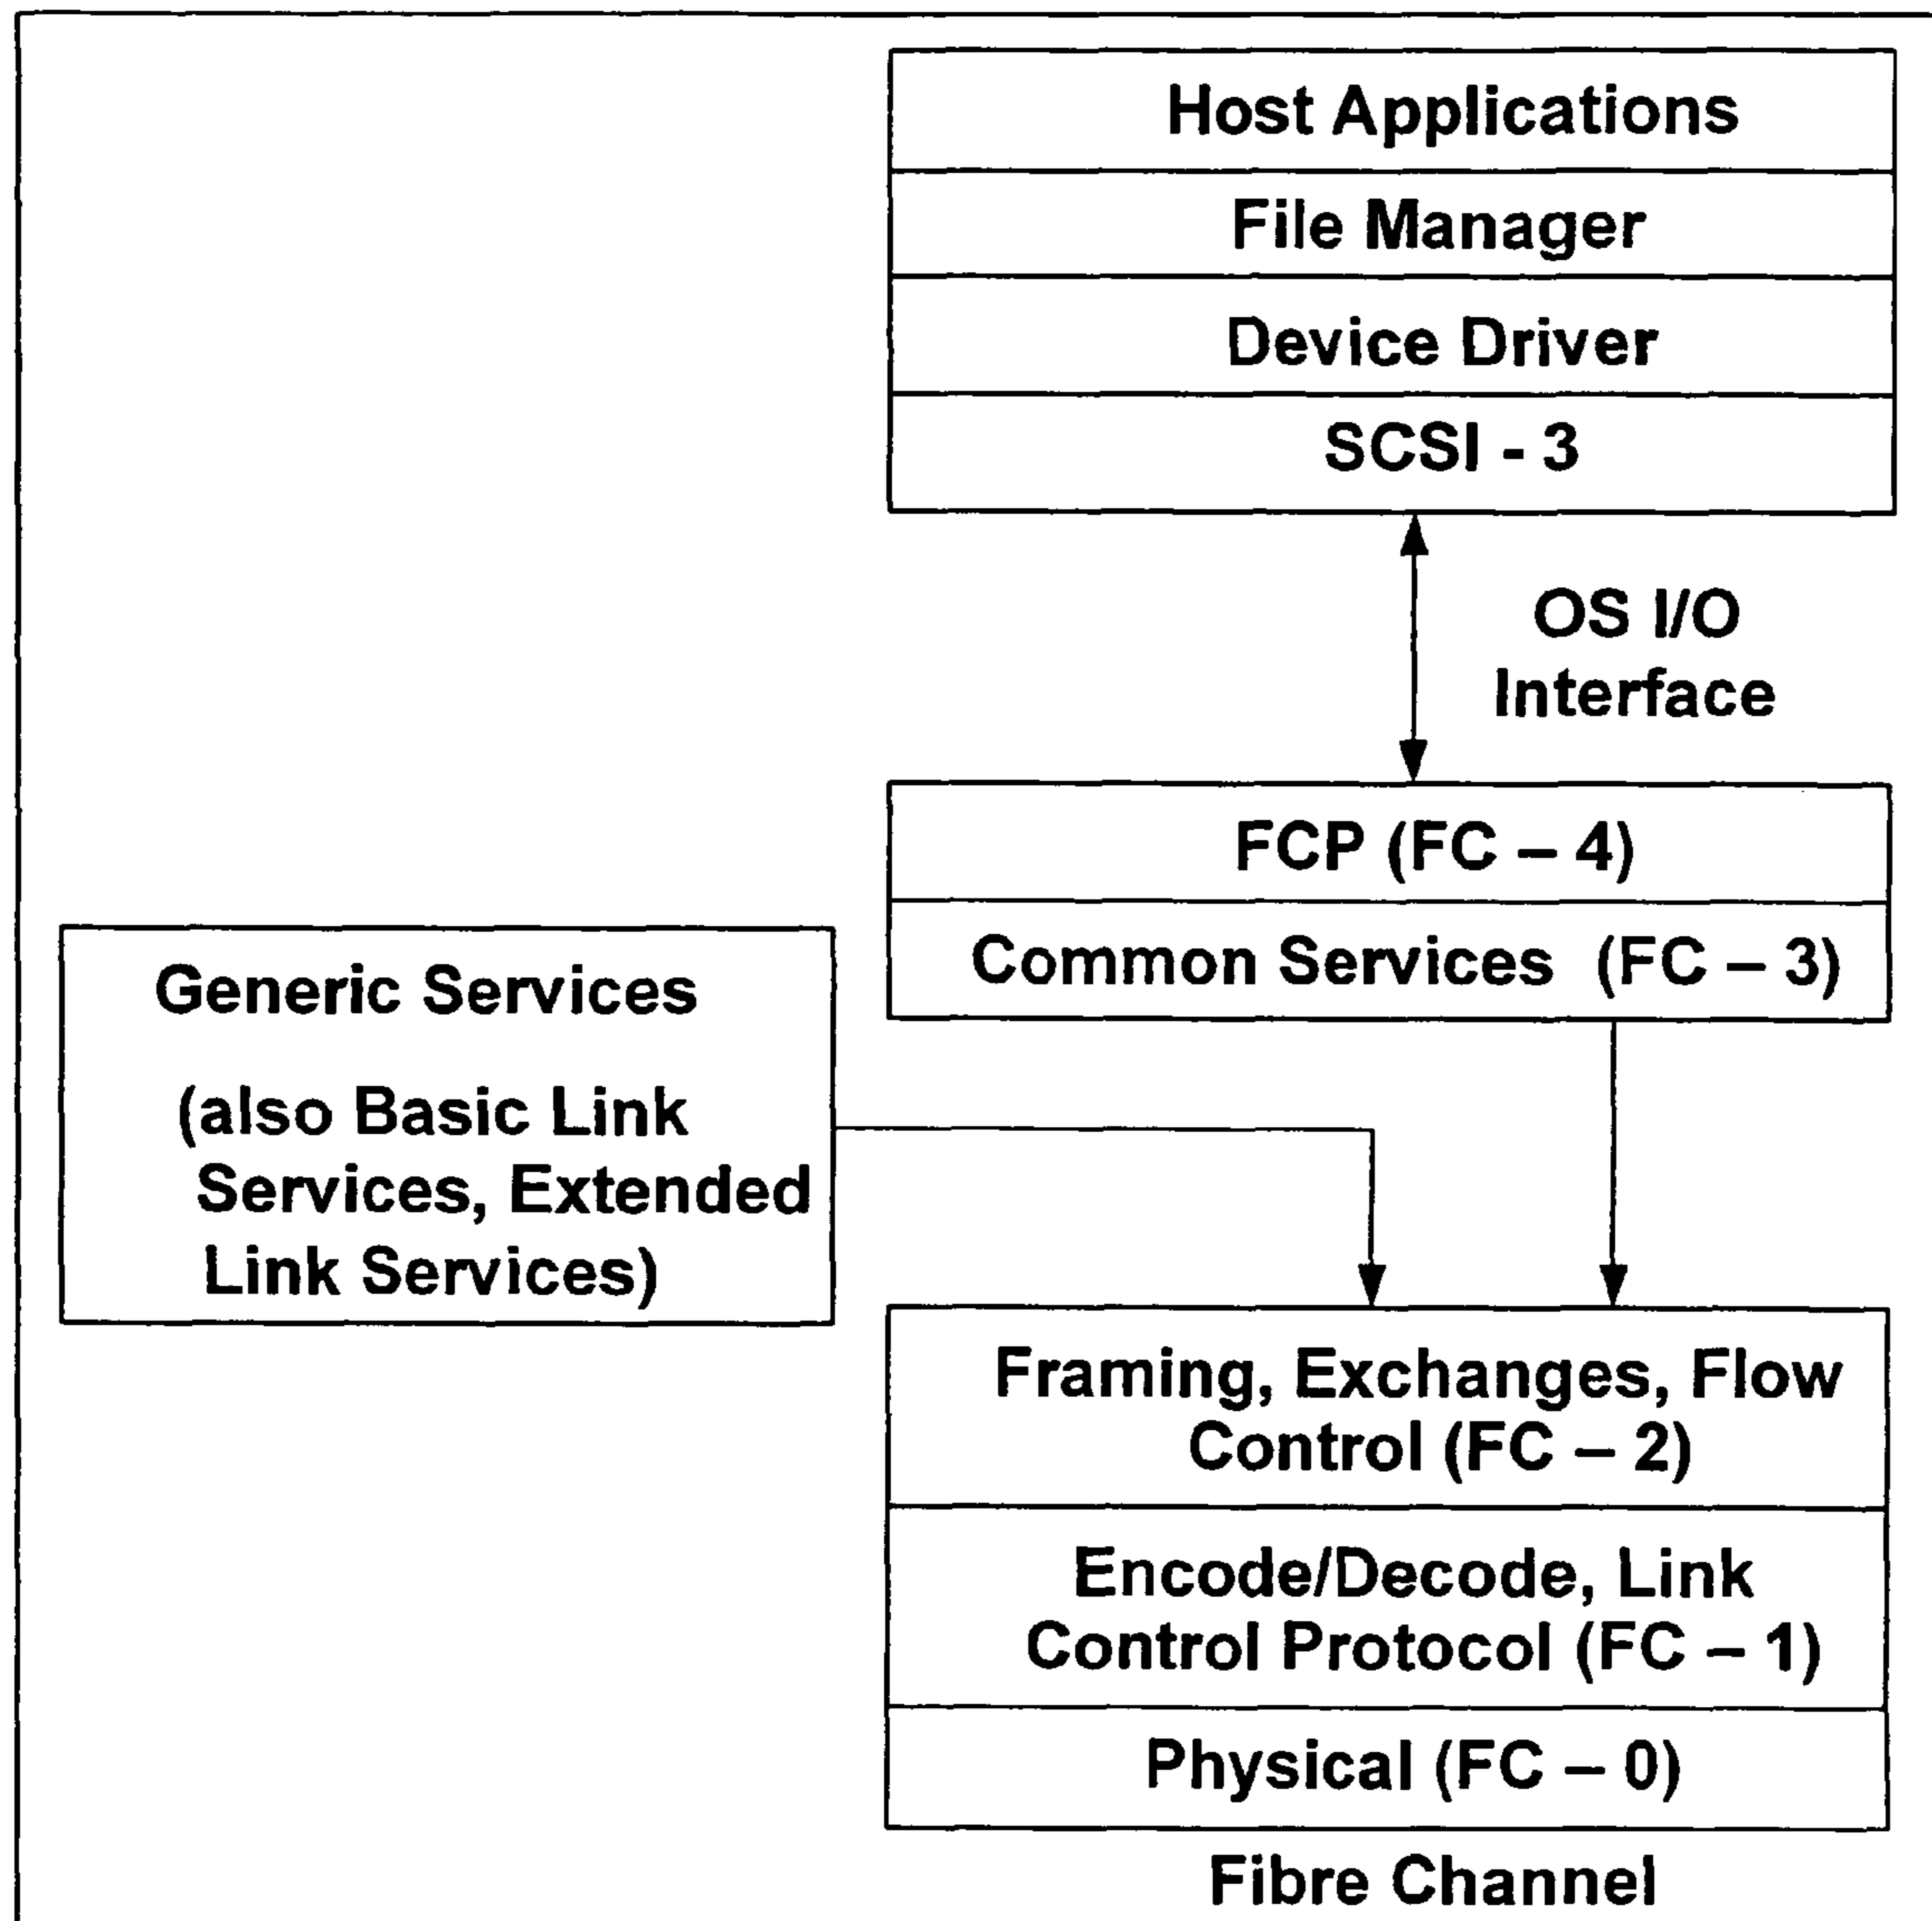 Host Applications
File Manager
Device Driver
SCSI - 3
OS I/O
Interface
FCP (FC – 4)
Common Services (FC – 3)
Generic Services
(also Basic Link
Services, Extended
Link Services)
Framing, Exchanges, Flow
Control (FC – 2)
Encode/Decode, Link
Control Protocol (FC – 1)
Physical (FC – 0)
Fibre Channel